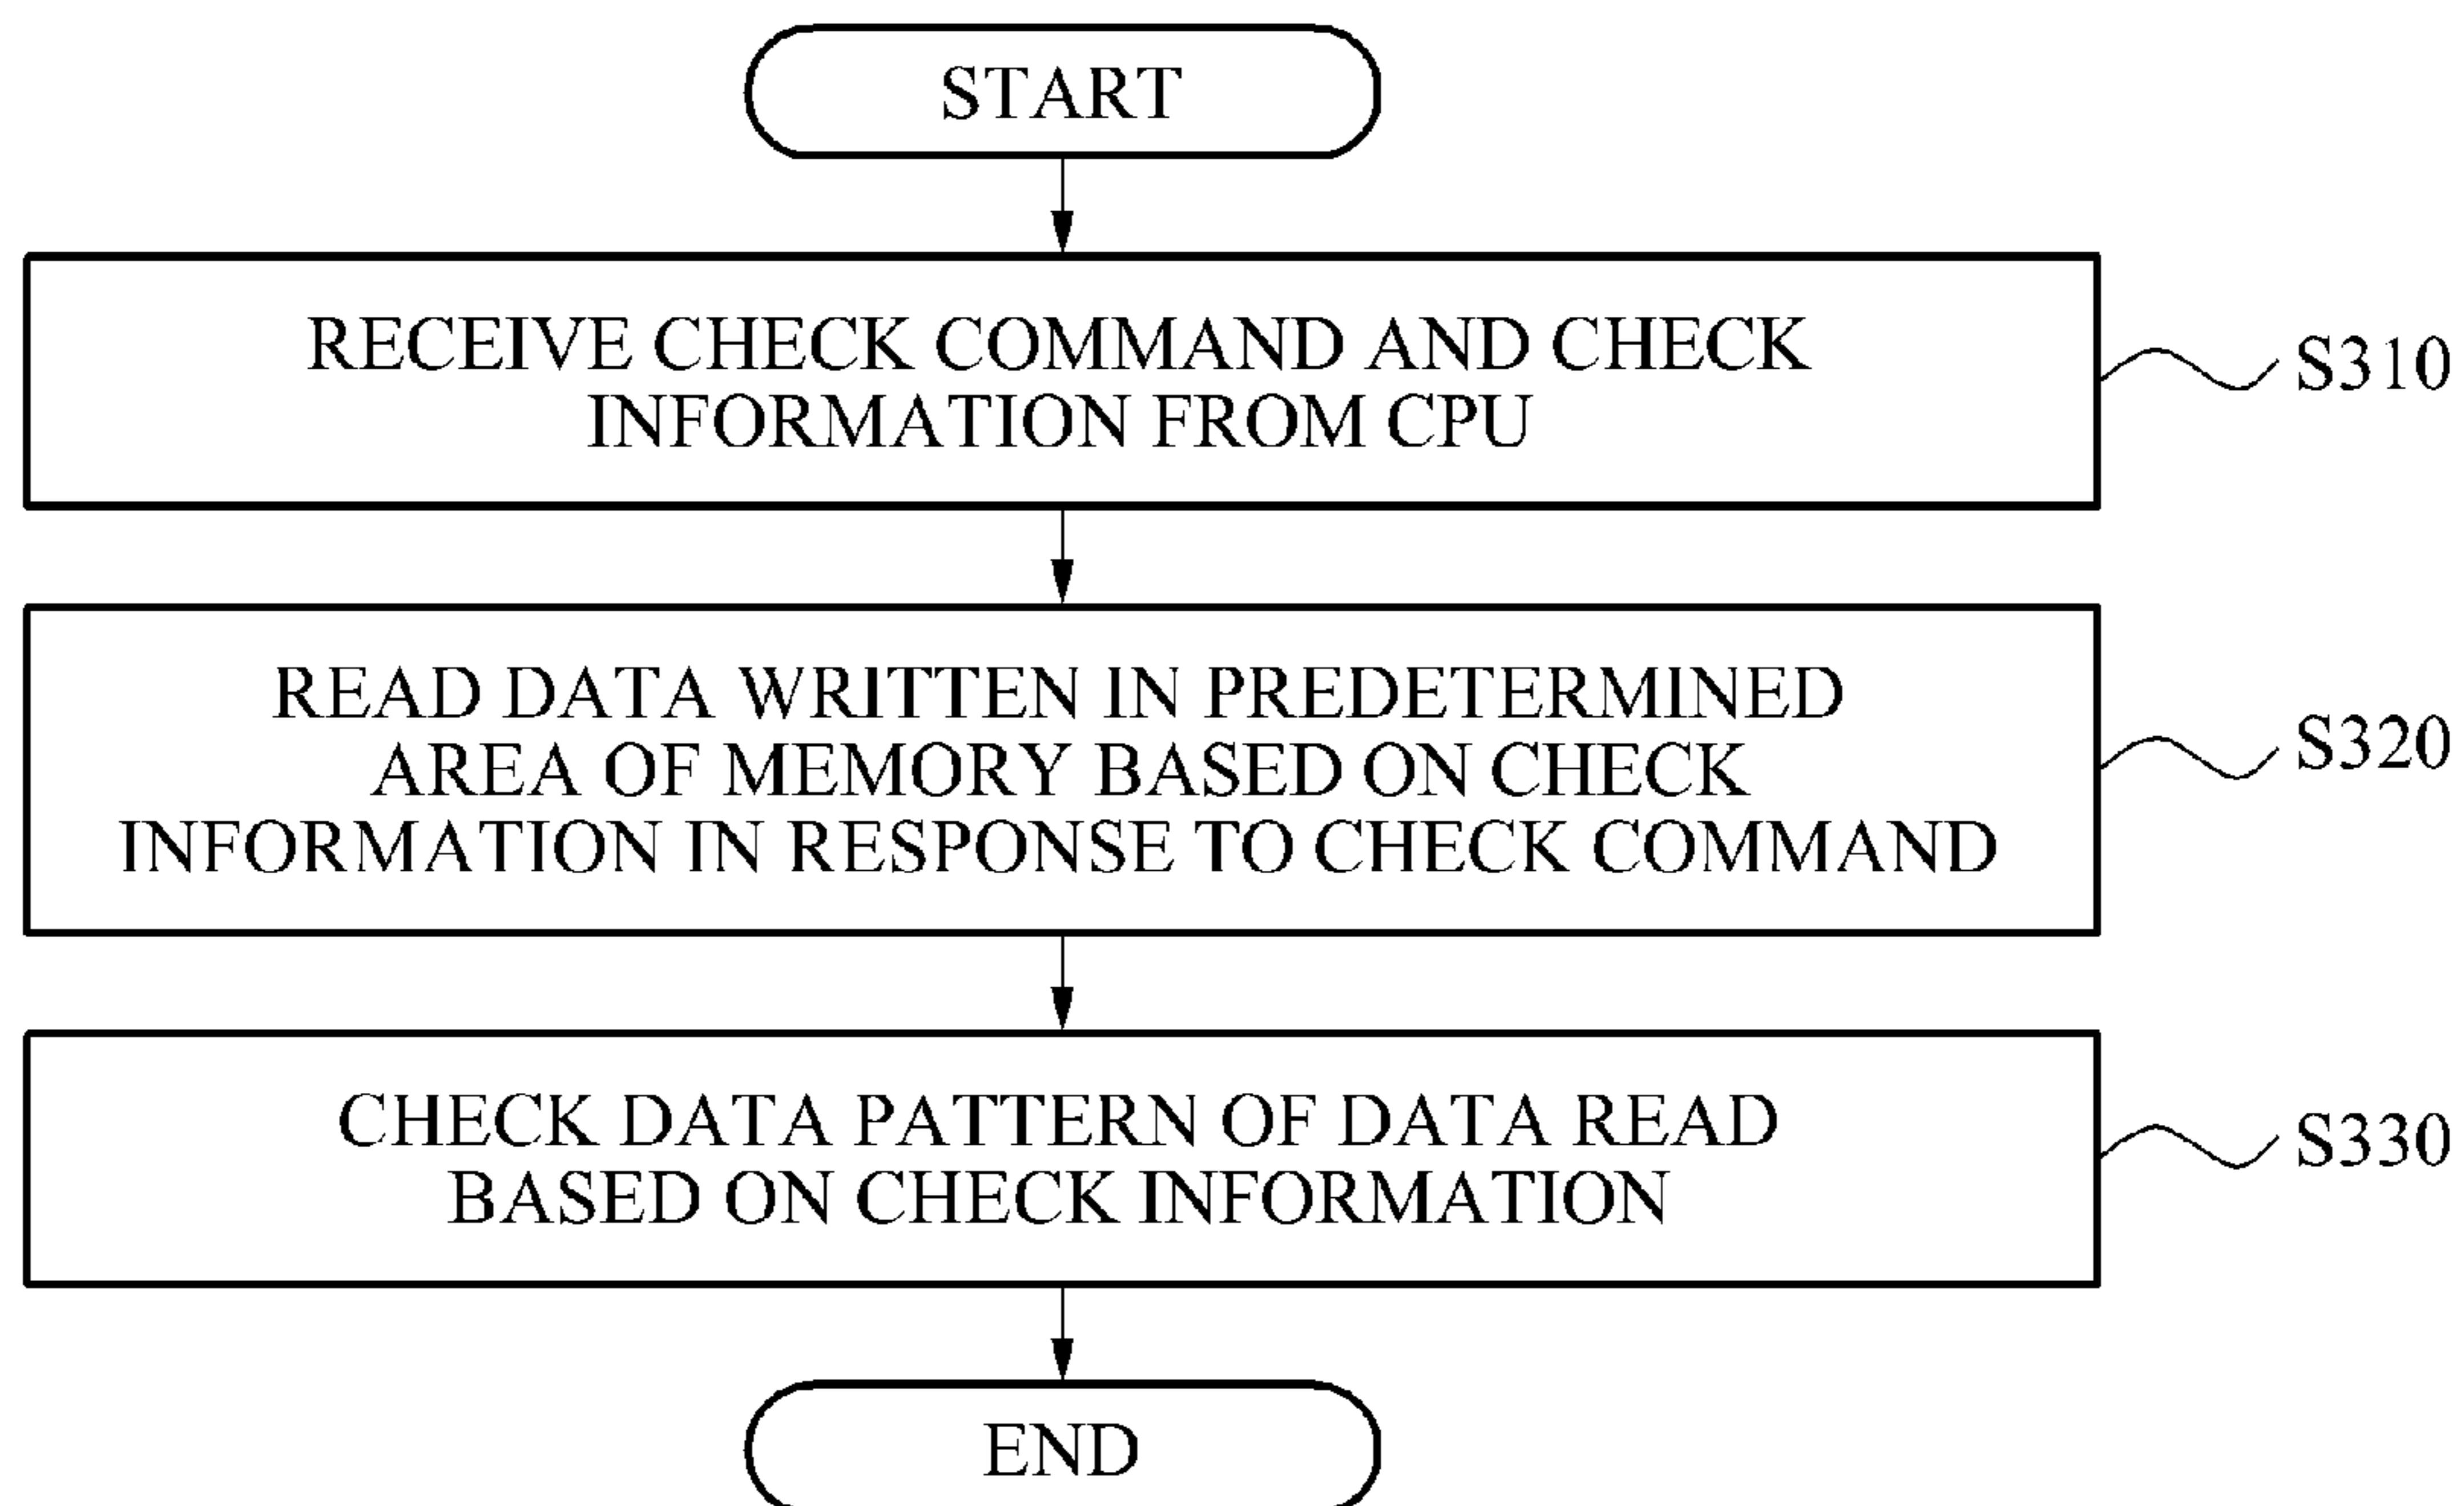 START
RECEIVE CHECK COMMAND AND CHECK
INFORMATION FROM CPU
S310
READ DATA WRITTEN IN PREDETERMINED
AREA OF MEMORY BASED ON CHECK
INFORMATION IN RESPONSE TO CHECK COMMAND
S320
CHECK DATA PATTERN OF DATA READ
BASED ON CHECK INFORMATION
S330
END